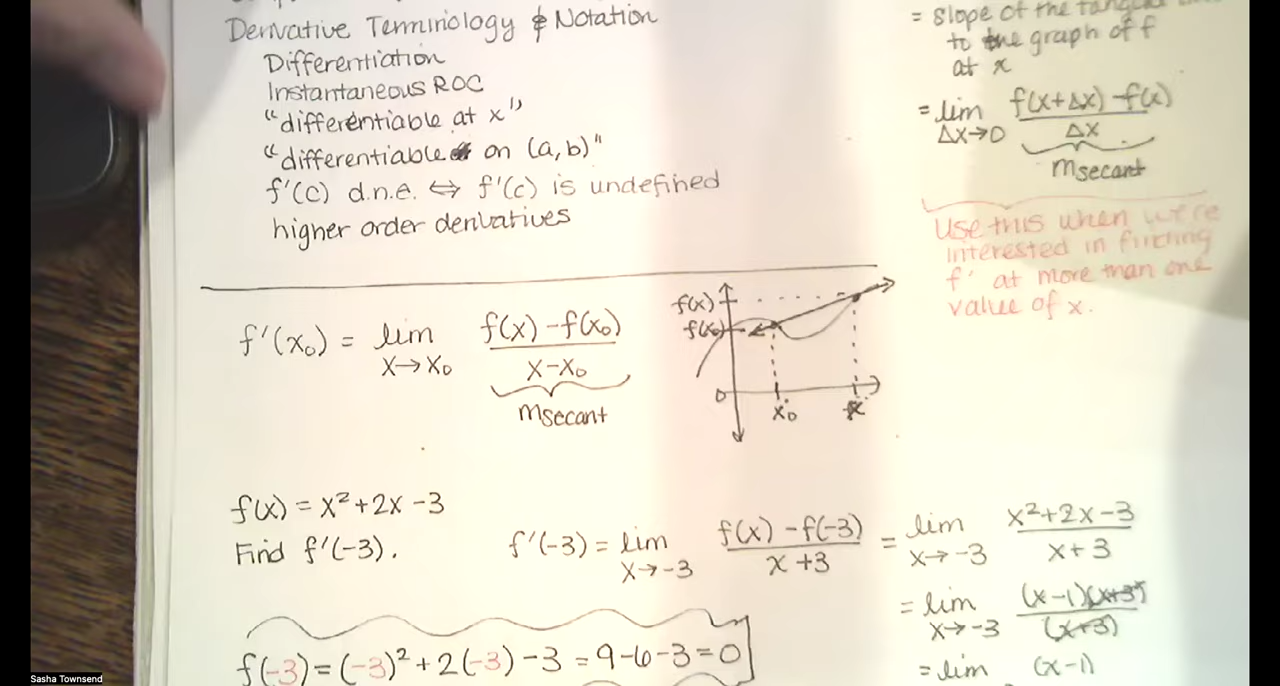 Derivative Terminology & Notation
Differentiation
Instantaneous ROC
"differentiable at x"
"differentiable on (a,b)"
f'(c) d.n.e. ⇔ f'(c) is undefined
higher order derivatives
= slope of the tangent
to the graph of f
at x
= lim Δx→0 (f(x+Δx) - f(x)) / Δx
msecant
Use this when we're
interested in finding
f' at more than one
value of x.
f'(x₀) = lim x→x₀ (f(x) - f(x₀)) / (x - x₀)
msecant
f(x)
f(x₀)
0
x₀
x
f(x) = x² + 2x - 3
Find f'(-3).
f'(-3) = lim x→-3 (f(x) - f(-3)) / (x + 3) = lim x→-3 (x² + 2x - 3) / (x + 3)
= lim x→-3 ((x-1)(x+3)) / (x+3)
= lim (x-1)
f(-3) = (-3)² + 2(-3) - 3 = 9 - 6 - 3 = 0
Sasha Townsend